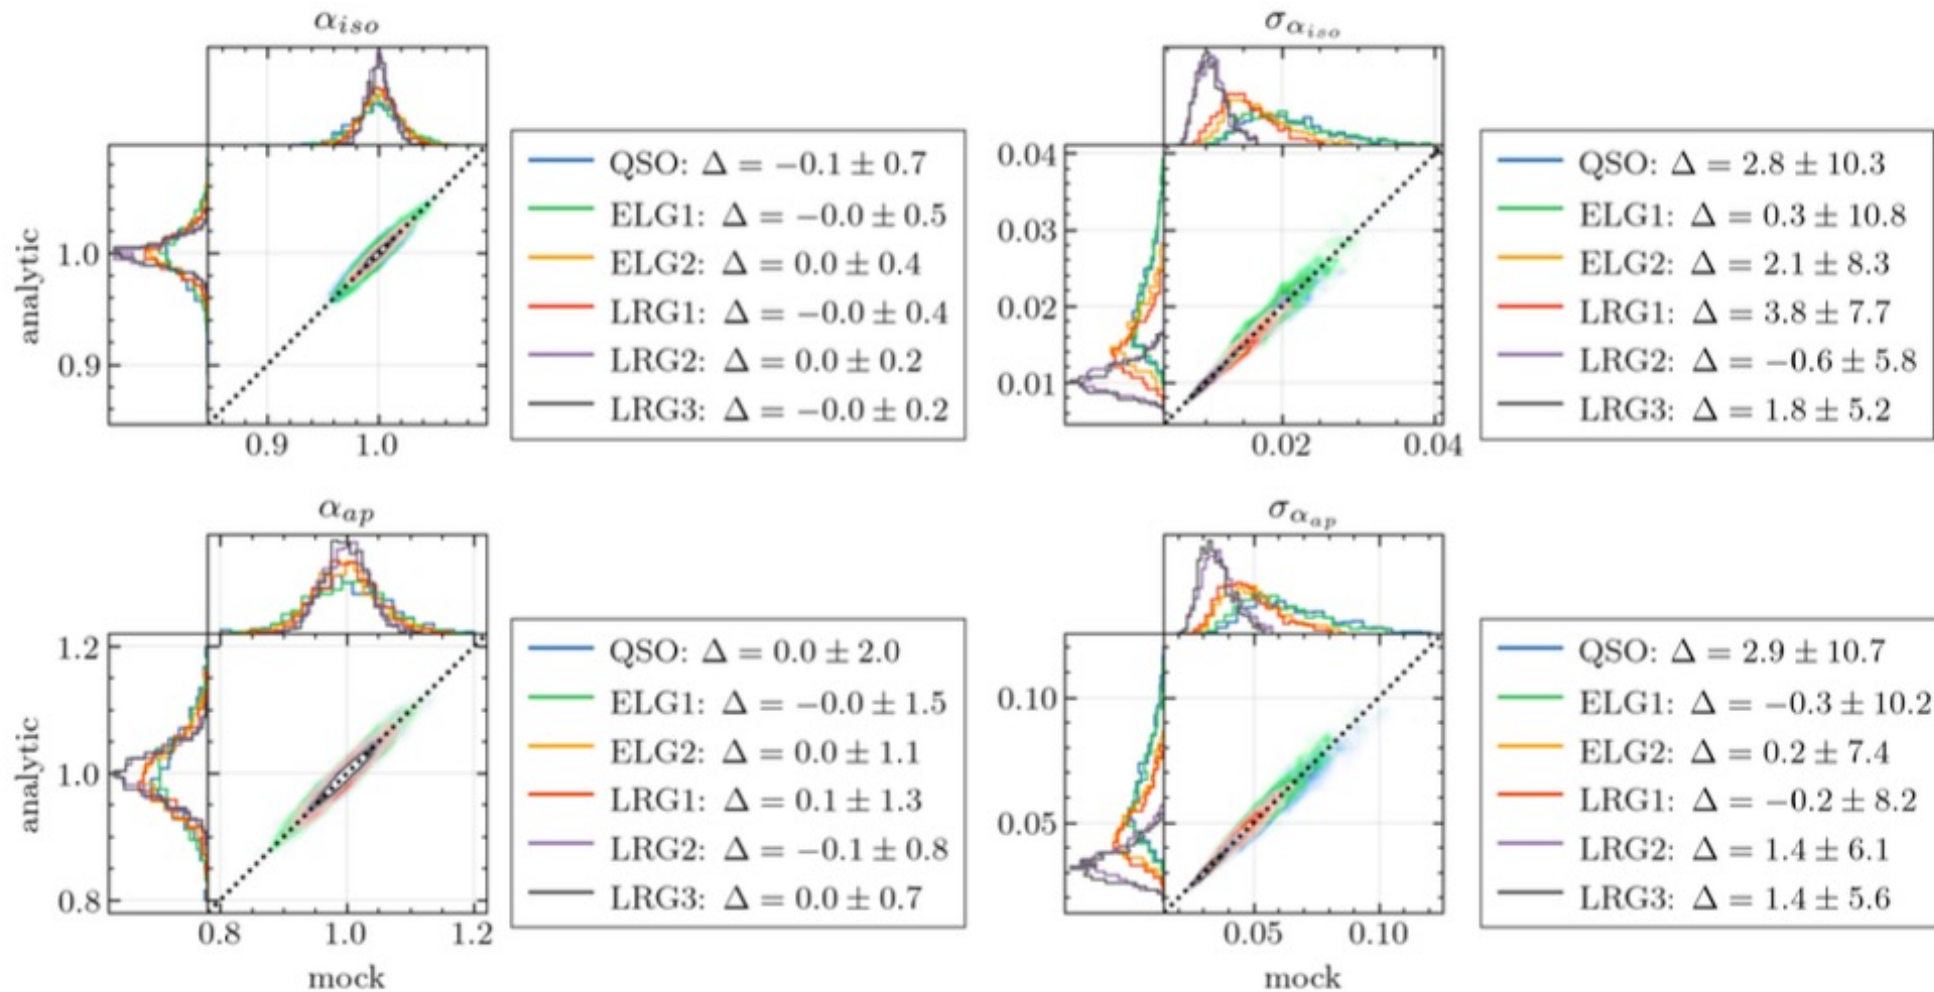 α_iso
1.0
0.9
analytic
0.9 1.0
QSO: Δ = −0.1 ± 0.7
ELG1: Δ = −0.0 ± 0.5
ELG2: Δ = 0.0 ± 0.4
LRG1: Δ = −0.0 ± 0.4
LRG2: Δ = 0.0 ± 0.2
LRG3: Δ = −0.0 ± 0.2
σ_α_iso
0.04
0.03
0.02
0.01
0.02 0.04
QSO: Δ = 2.8 ± 10.3
ELG1: Δ = 0.3 ± 10.8
ELG2: Δ = 2.1 ± 8.3
LRG1: Δ = 3.8 ± 7.7
LRG2: Δ = −0.6 ± 5.8
LRG3: Δ = 1.8 ± 5.2
α_ap
1.2
1.0
0.8
analytic
0.8 1.0 1.2
mock
QSO: Δ = 0.0 ± 2.0
ELG1: Δ = −0.0 ± 1.5
ELG2: Δ = 0.0 ± 1.1
LRG1: Δ = 0.1 ± 1.3
LRG2: Δ = −0.1 ± 0.8
LRG3: Δ = 0.0 ± 0.7
σ_α_ap
0.10
0.05
0.05 0.10
mock
QSO: Δ = 2.9 ± 10.7
ELG1: Δ = −0.3 ± 10.2
ELG2: Δ = 0.2 ± 7.4
LRG1: Δ = −0.2 ± 8.2
LRG2: Δ = 1.4 ± 6.1
LRG3: Δ = 1.4 ± 5.6